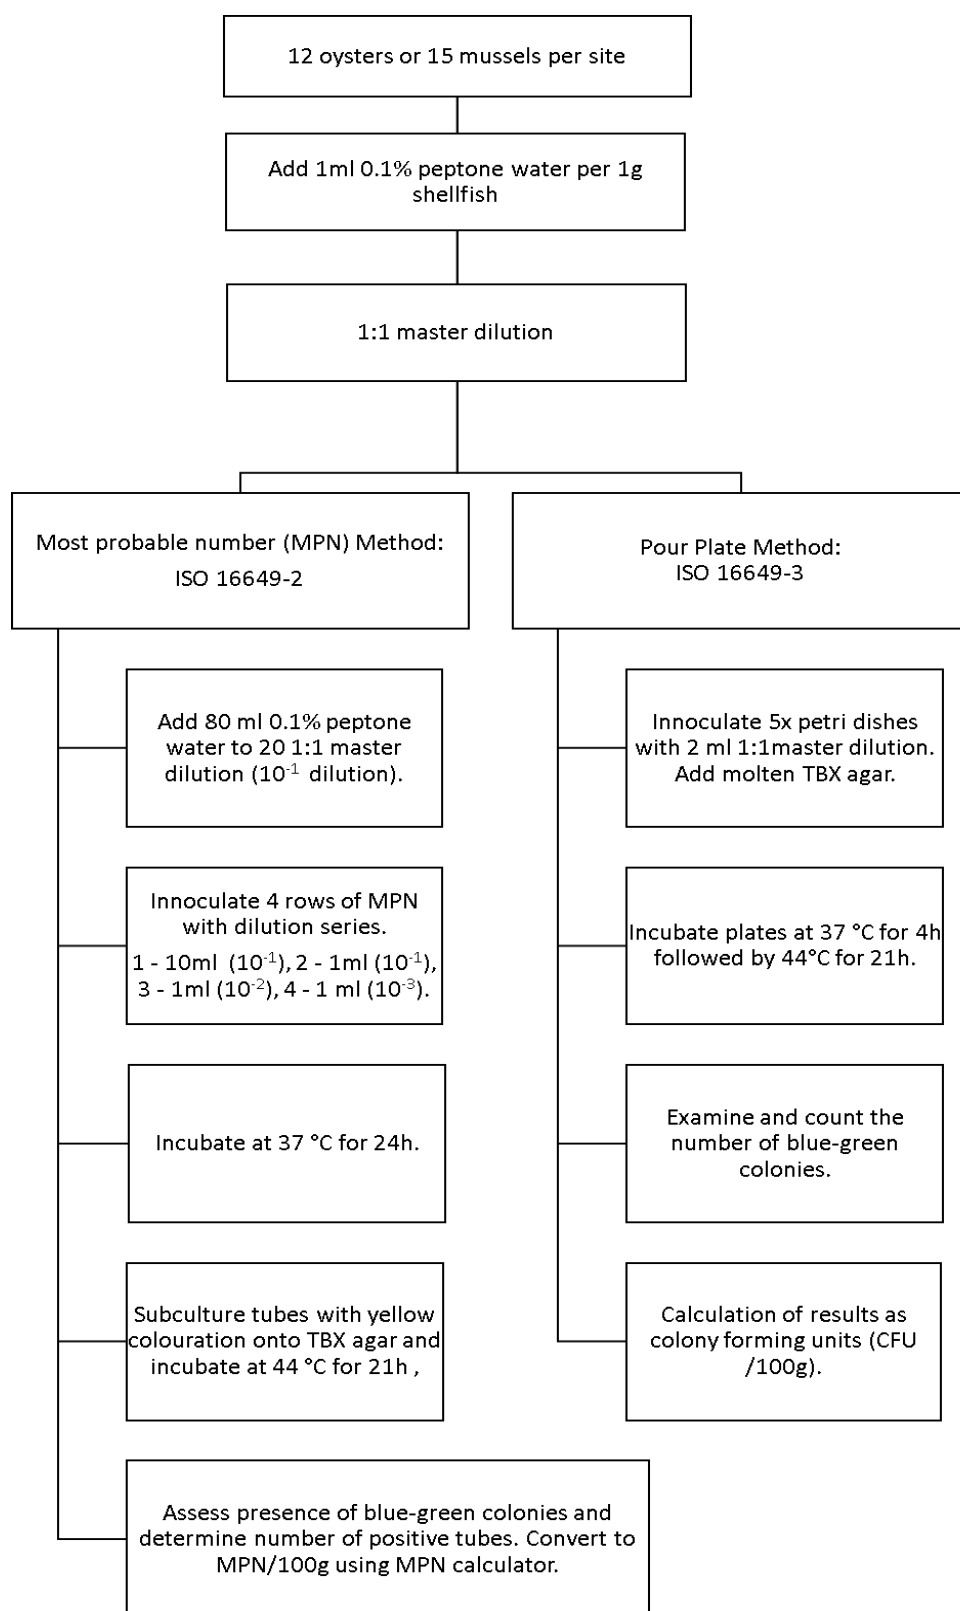 12 oysters or 15 mussels per site
Add 1ml 0.1% peptone water per 1g
shellfish
1:1 master dilution
Most probable number (MPN) Method:
ISO 16649-2
Add 80 ml 0.1% peptone
water to 20 1:1 master
dilution (10⁻¹ dilution).
Innoculate 4 rows of MPN
with dilution series.
1 - 10ml (10⁻¹), 2 - 1ml (10⁻¹),
3 - 1ml (10⁻²), 4 - 1 ml (10⁻³).
Incubate at 37 °C for 24h.
Subculture tubes with yellow
colouration onto TBX agar and
incubate at 44 °C for 21h ,
Assess presence of blue-green colonies and
determine number of positive tubes. Convert to
MPN/100g using MPN calculator.
Pour Plate Method:
ISO 16649-3
Innoculate 5x petri dishes
with 2 ml 1:1master dilution.
Add molten TBX agar.
Incubate plates at 37 °C for 4h
followed by 44°C for 21h.
Examine and count the
number of blue-green
colonies.
Calculation of results as
colony forming units (CFU
/100g).